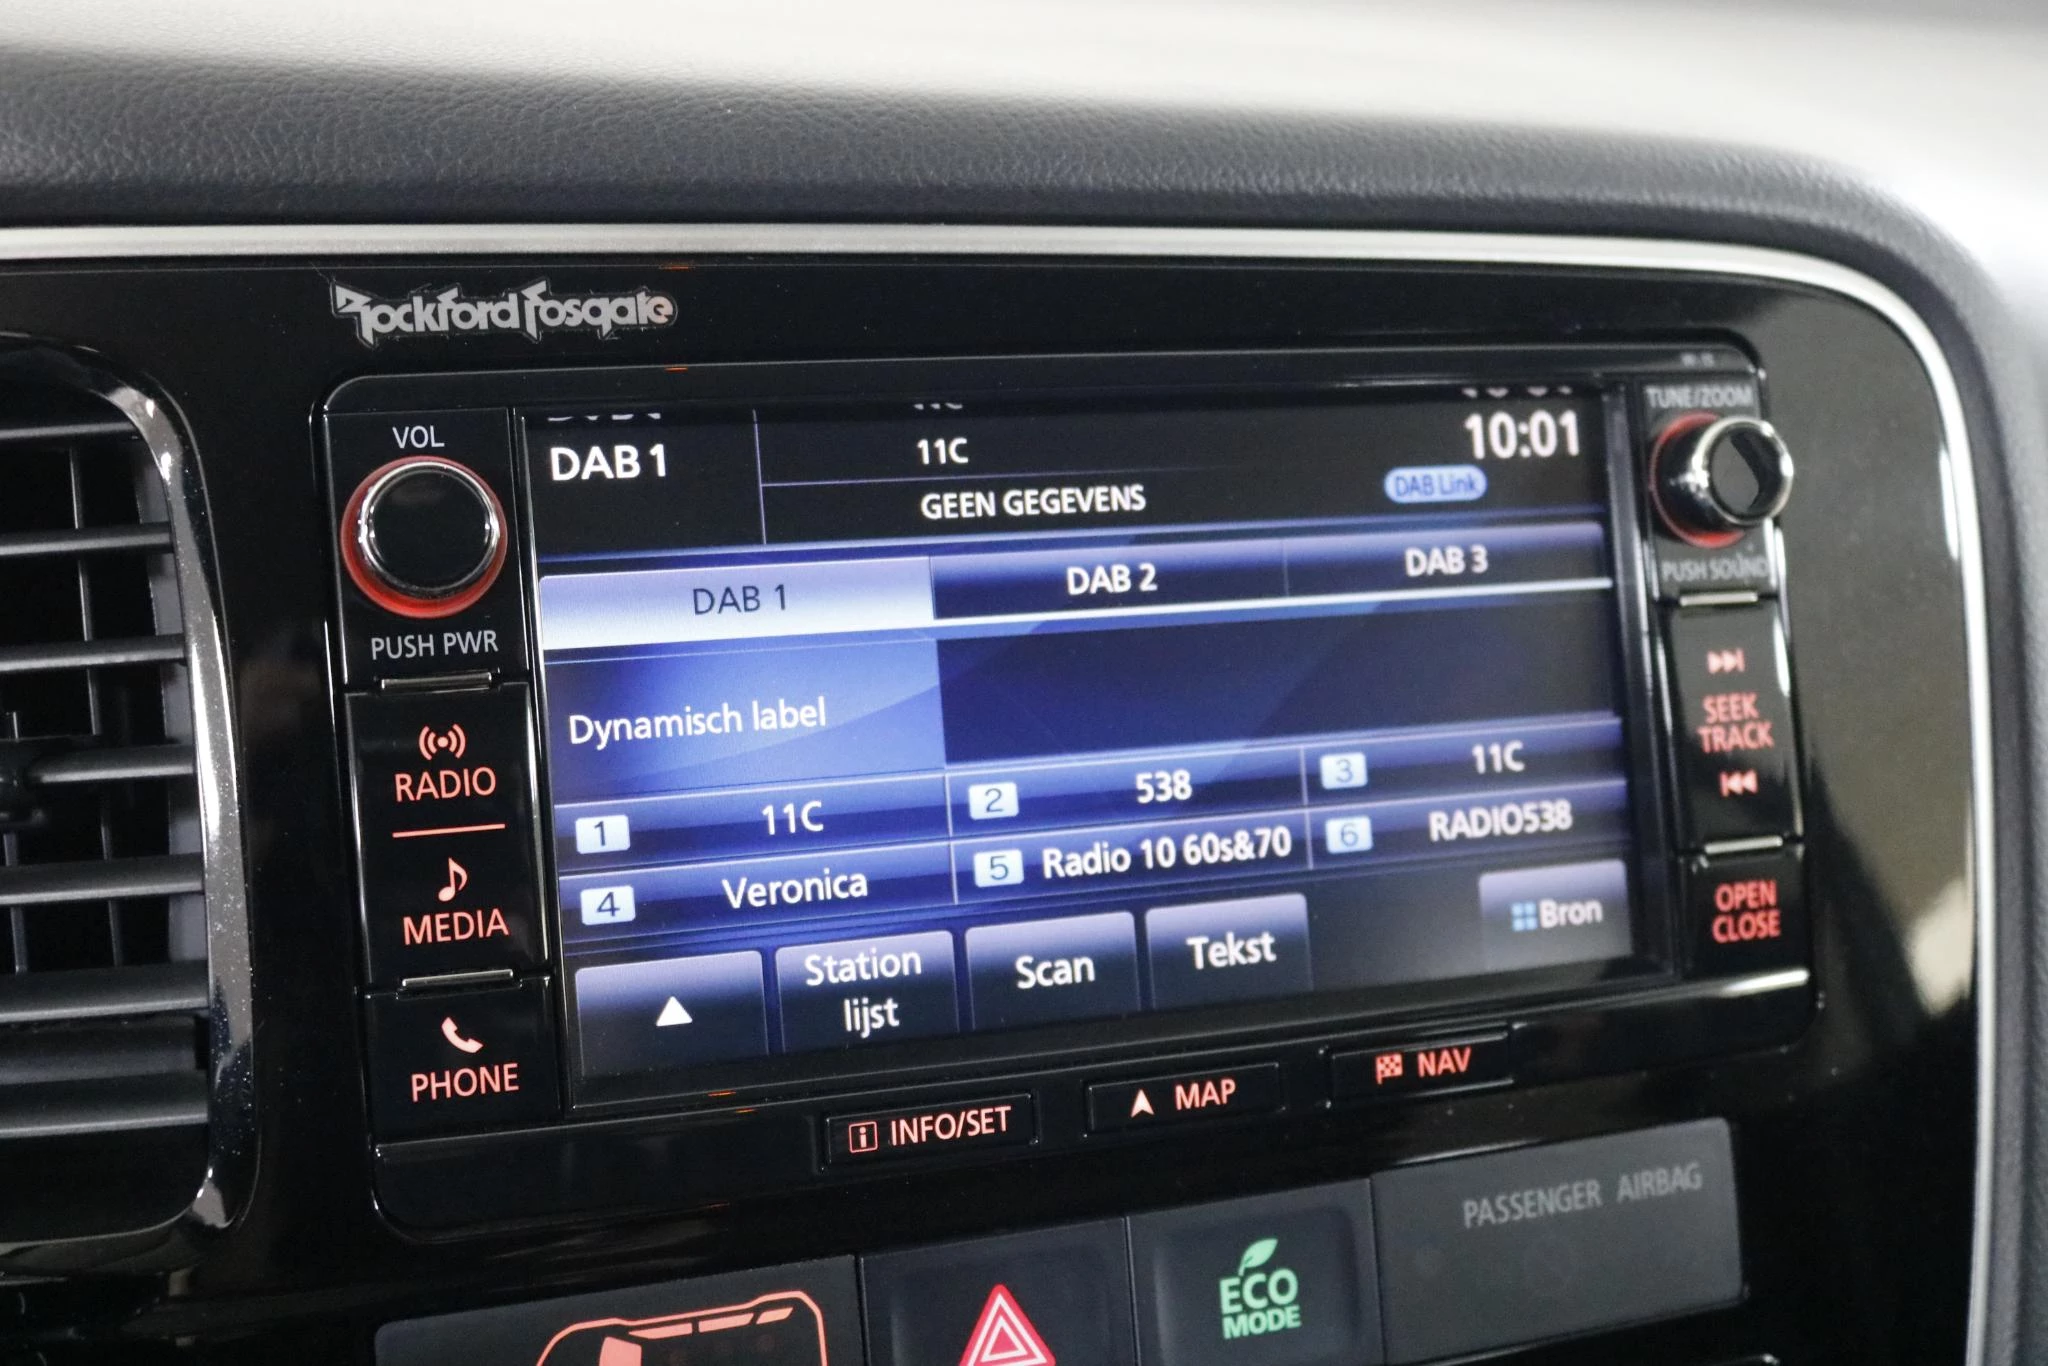 Rockford Fosgate
VOL
PUSH PWR
RADIO
MEDIA
PHONE
DAB 1
11C
10:01
GEEN GEGEVENS
DAB Link
DAB 1
DAB 2
DAB 3
Dynamisch label
1 11C
2 538
3 11C
4 Veronica
5 Radio 10 60s&70
6 RADIO538
Station
lijst
Scan
Tekst
Bron
TUNE/ZOOM
PUSH SOUND
SEEK
TRACK
OPEN
CLOSE
INFO/SET
MAP
NAV
PASSENGER AIRBAG
ECO
MODE